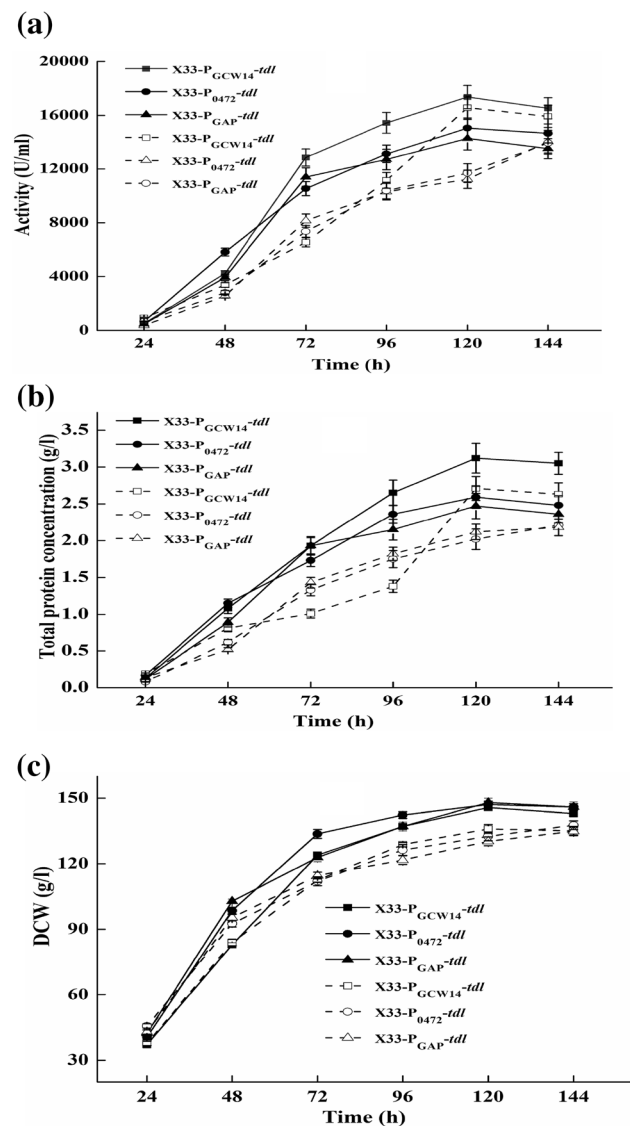 (a)
20000
16000
12000
8000
4000
0
Activity (U/ml)
X33-PGCW14-tdl
X33-P0472-tdl
X33-PGAP-tdl
X33-PGCW14-tdl
X33-P0472-tdl
X33-PGAP-tdl
24 48 72 96 120 144
Time (h)
(b)
3.5
3.0
2.5
2.0
1.5
1.0
0.5
0.0
Total protein concentration (g/l)
X33-PGCW14-tdl
X33-P0472-tdl
X33-PGAP-tdl
X33-PGCW14-tdl
X33-P0472-tdl
X33-PGAP-tdl
24 48 72 96 120 144
Time (h)
(c)
150
120
90
60
30
DCW (g/l)
X33-PGCW14-tdl
X33-P0472-tdl
X33-PGAP-tdl
X33-PGCW14-tdl
X33-P0472-tdl
X33-PGAP-tdl
24 48 72 96 120 144
Time (h)